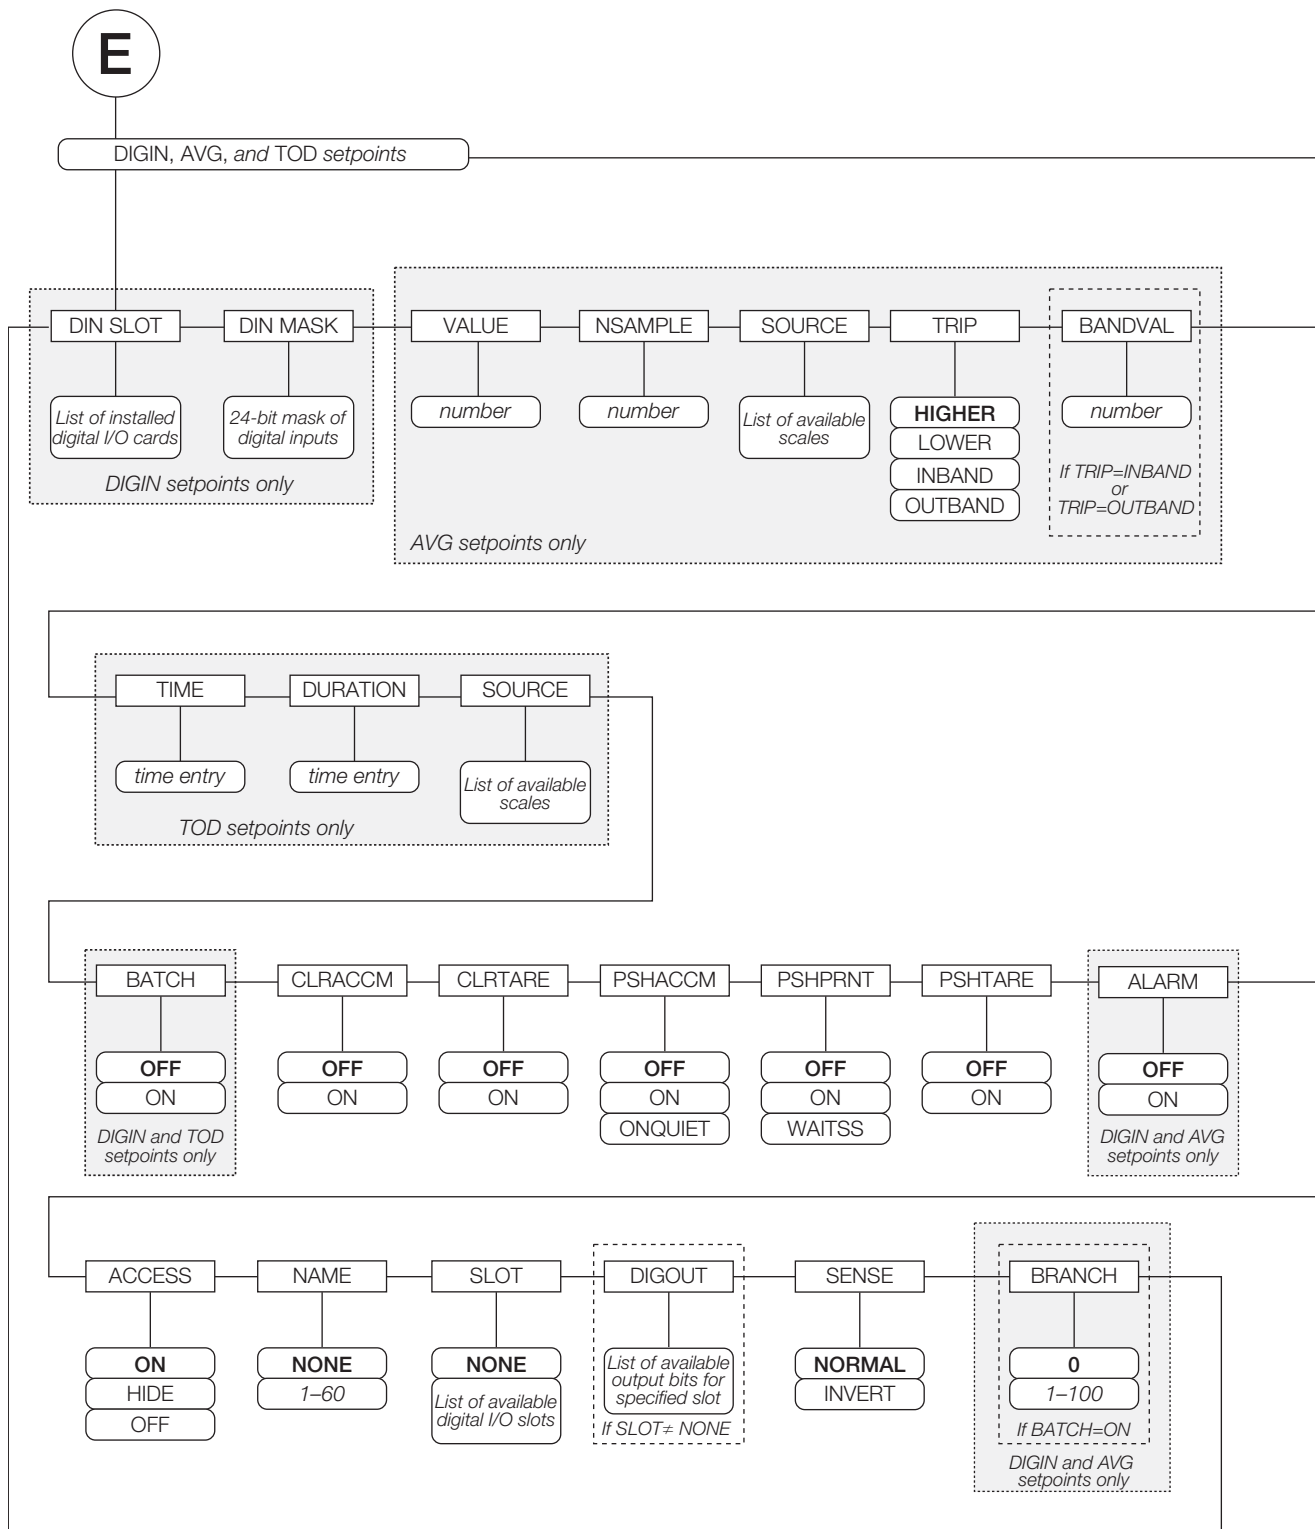 E
DIGIN, AVG, and TOD setpoints
DIN SLOT
DIN MASK
VALUE
NSAMPLE
SOURCE
TRIP
BANDVAL
List of installed
digital I/O cards
24-bit mask of
digital inputs
number
number
List of available
scales
HIGHER
LOWER
INBAND
OUTBAND
number
If TRIP=INBAND
or
TRIP=OUTBAND
DIGIN setpoints only
AVG setpoints only
TIME
DURATION
SOURCE
time entry
time entry
List of available
scales
TOD setpoints only
BATCH
CLRACCM
CLRTARE
PSHACCM
PSHPRNT
PSHTARE
ALARM
OFF
ON
OFF
ON
OFF
ON
OFF
ON
ONQUIET
OFF
ON
WAITSS
OFF
ON
OFF
ON
DIGIN and TOD
setpoints only
DIGIN and AVG
setpoints only
ACCESS
NAME
SLOT
DIGOUT
SENSE
BRANCH
ON
HIDE
OFF
NONE
1–60
NONE
List of available
digital I/O slots
List of available
output bits for
specified slot
If SLOT≠ NONE
NORMAL
INVERT
0
1–100
If BATCH=ON
DIGIN and AVG
setpoints only